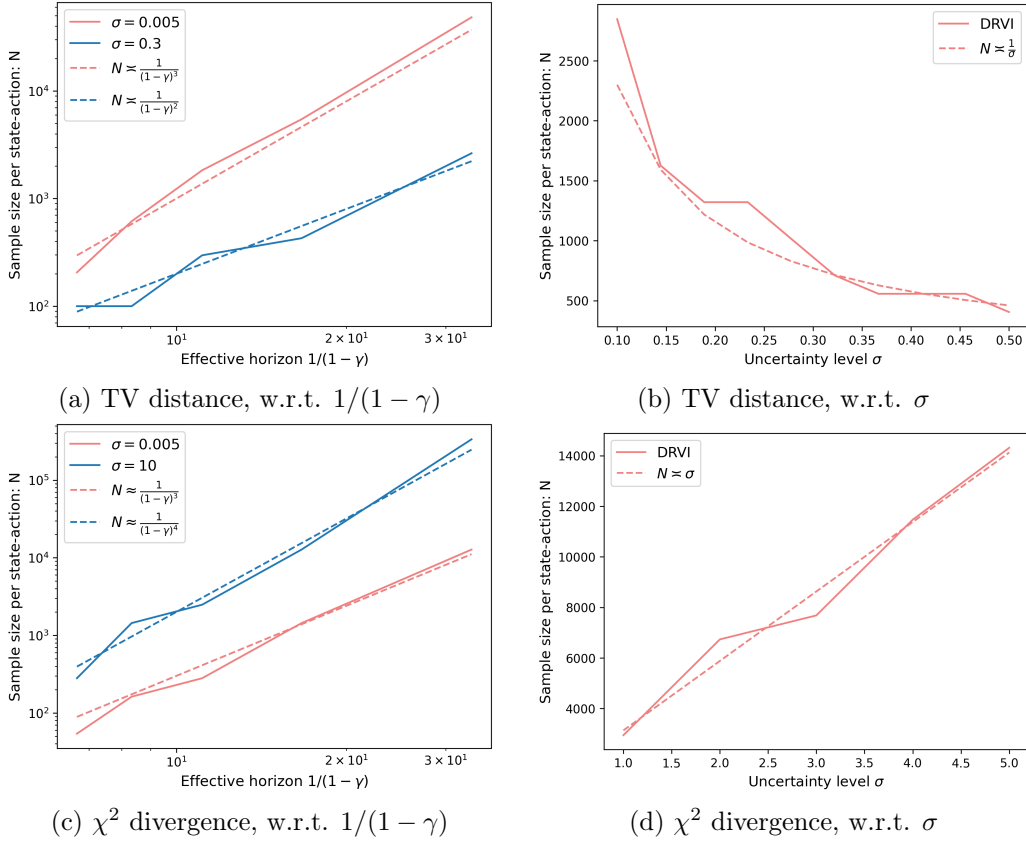 σ = 0.005
σ = 0.3
N ≍ 1/(1−γ)³
N ≍ 1/(1−γ)²
Sample size per state-action: N
10⁴
10³
10²
10¹
2 × 10¹
3 × 10¹
Effective horizon 1/(1 − γ)
(a) TV distance, w.r.t. 1/(1 − γ)
DRVI
N ≍ 1/σ
Sample size per state-action: N
2500
2000
1500
1000
500
0.10 0.15 0.20 0.25 0.30 0.35 0.40 0.45 0.50
Uncertainty level σ
(b) TV distance, w.r.t. σ
σ = 0.005
σ = 10
N ≈ 1/(1−γ)³
N ≈ 1/(1−γ)⁴
Sample size per state-action: N
10⁵
10⁴
10³
10²
10¹
2 × 10¹
3 × 10¹
Effective horizon 1/(1 − γ)
(c) χ² divergence, w.r.t. 1/(1 − γ)
DRVI
N ≍ σ
Sample size per state-action: N
14000
12000
10000
8000
6000
4000
1.0 1.5 2.0 2.5 3.0 3.5 4.0 4.5 5.0
Uncertainty level σ
(d) χ² divergence, w.r.t. σ